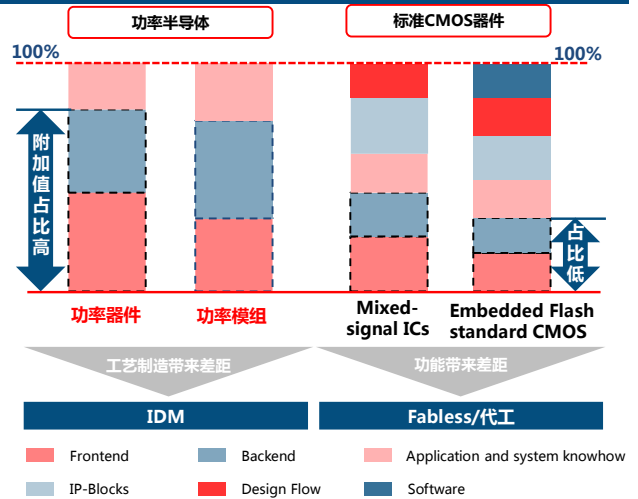 功率半导体
标准CMOS器件
100%
100%
附加值占比高
占比低
功率器件
功率模组
Mixed-
signal ICs
Embedded Flash
standard CMOS
工艺制造带来差距
功能带来差距
IDM
Fabless/代工
Frontend
Backend
Application and system knowhow
IP-Blocks
Design Flow
Software